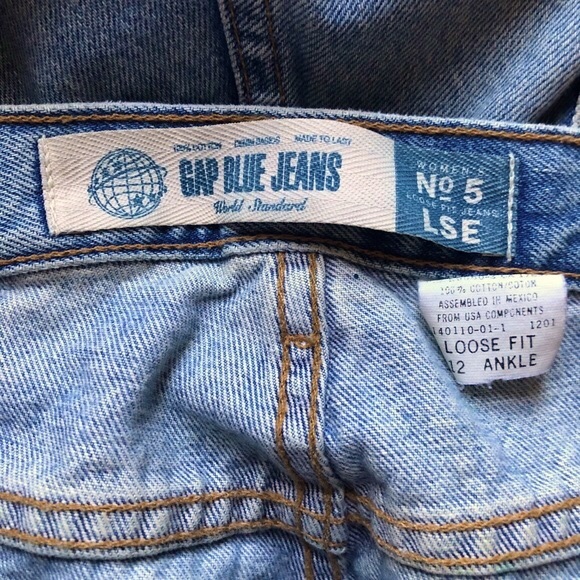 100% COTTON DENIM BASICS MADE TO LAST
GAP BLUE JEANS
World Standard
WOMEN
No 5
LOOSE FIT JEANS
LSE
100% COTTON/COTON
ASSEMBLED IN MEXICO
FROM USA COMPONENTS
140110-01-1 1201
LOOSE FIT
12 ANKLE